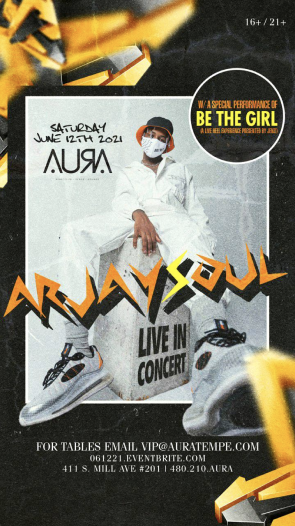 16+ / 21+
W/ A SPECIAL PERFORMANCE OF
BE THE GIRL
SATURDAY
JUNE 12TH 2021
AURA
ARJAYSOUL
LIVE IN
CONCERT
FOR TABLES EMAIL VIP@AURATEMPE.COM
061221.EVENTBRITE.COM
411 S. MILL AVE #201 | 480.210.AURA